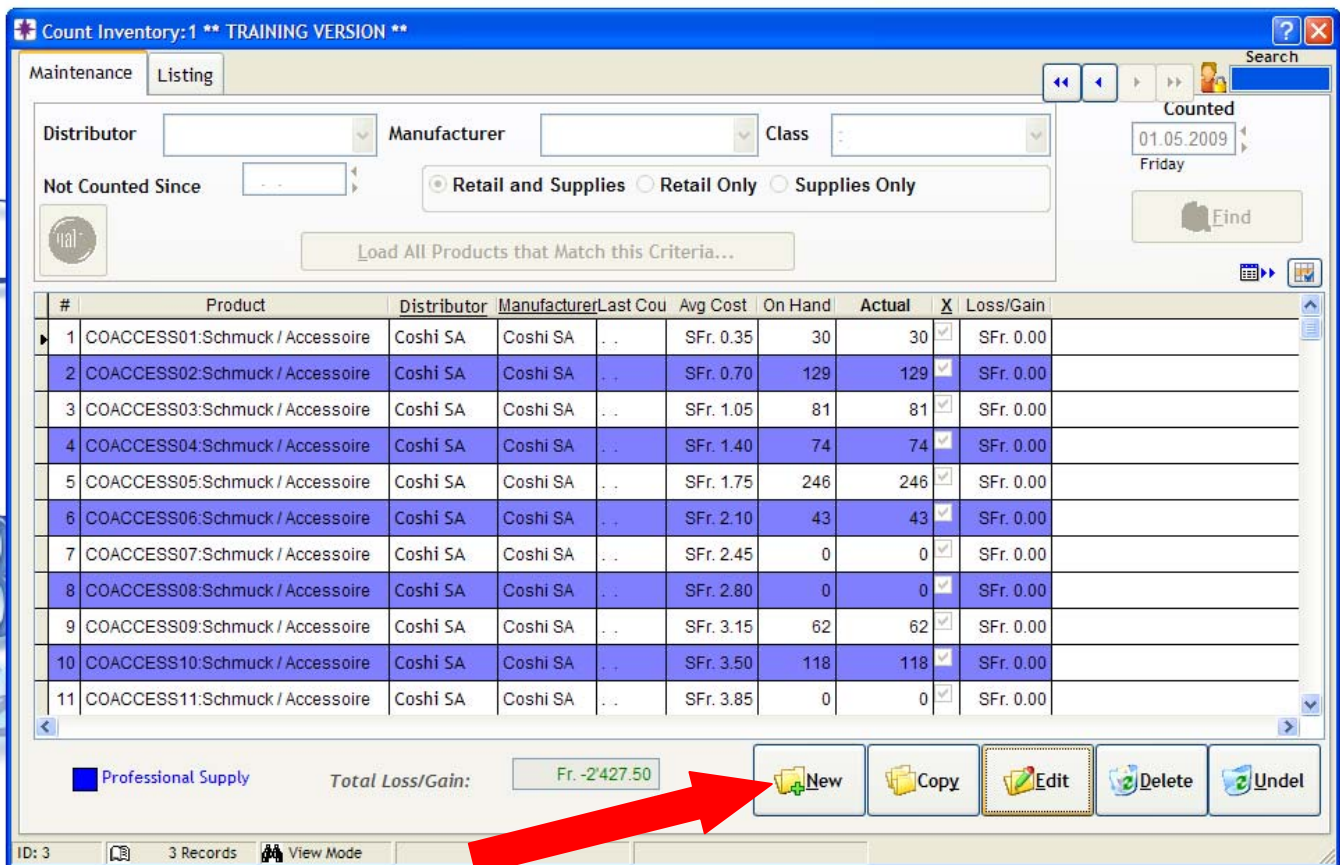 Count Inventory:1 ** TRAINING VERSION **
Maintenance Listing Search
Distributor Manufacturer Class : Counted
01.05.2009
Friday
Not Counted Since . . Retail and Supplies Retail Only Supplies Only
Find
Load All Products that Match this Criteria...
# Product Distributor Manufacturer Last Cou Avg Cost On Hand Actual X Loss/Gain
1 COACCESS01:Schmuck / Accessoire Coshi SA Coshi SA . . SFr. 0.35 30 30 SFr. 0.00
2 COACCESS02:Schmuck / Accessoire Coshi SA Coshi SA . . SFr. 0.70 129 129 SFr. 0.00
3 COACCESS03:Schmuck / Accessoire Coshi SA Coshi SA . . SFr. 1.05 81 81 SFr. 0.00
4 COACCESS04:Schmuck / Accessoire Coshi SA Coshi SA . . SFr. 1.40 74 74 SFr. 0.00
5 COACCESS05:Schmuck / Accessoire Coshi SA Coshi SA . . SFr. 1.75 246 246 SFr. 0.00
6 COACCESS06:Schmuck / Accessoire Coshi SA Coshi SA . . SFr. 2.10 43 43 SFr. 0.00
7 COACCESS07:Schmuck / Accessoire Coshi SA Coshi SA . . SFr. 2.45 0 0 SFr. 0.00
8 COACCESS08:Schmuck / Accessoire Coshi SA Coshi SA . . SFr. 2.80 0 0 SFr. 0.00
9 COACCESS09:Schmuck / Accessoire Coshi SA Coshi SA . . SFr. 3.15 62 62 SFr. 0.00
10 COACCESS10:Schmuck / Accessoire Coshi SA Coshi SA . . SFr. 3.50 118 118 SFr. 0.00
11 COACCESS11:Schmuck / Accessoire Coshi SA Coshi SA . . SFr. 3.85 0 0 SFr. 0.00
Professional Supply Total Loss/Gain: Fr. -2'427.50 New Copy Edit Delete Undel
ID: 3 3 Records View Mode